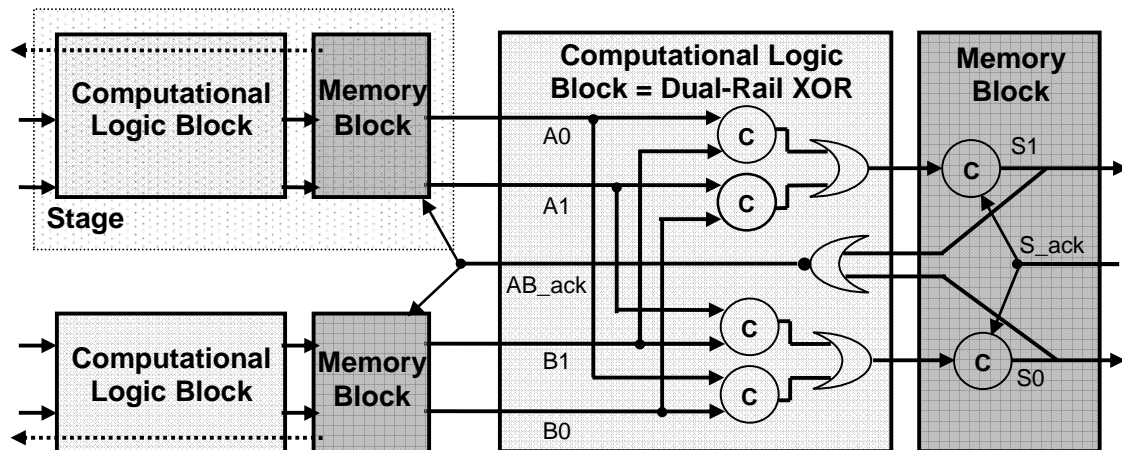 Computational
Logic Block
Memory
Block
Stage
Computational Logic
Block = Dual-Rail XOR
Memory
Block
A0
A1
C
C
C
S1
AB_ack
S_ack
B1
B0
C
C
C
S0
Computational
Logic Block
Memory
Block